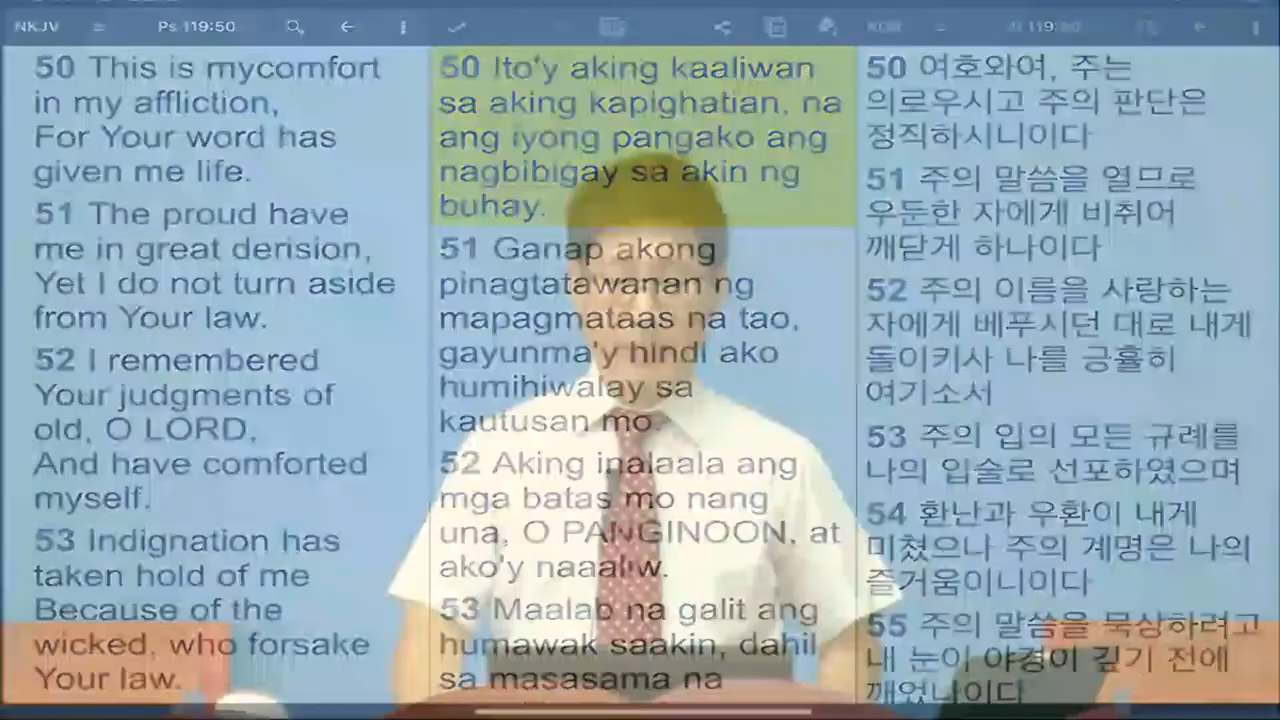 NKJV
Ps 119:50
50 This is mycomfort
in my affliction,
For Your word has
given me life.
51 The proud have
me in great derision,
Yet I do not turn aside
from Your law.
52 I remembered
Your judgments of
old, O LORD,
And have comforted
myself.
53 Indignation has
taken hold of me
Because of the
wicked, who forsake
Your law.
50 Ito'y aking kaaliwan
sa aking kapighatian, na
ang iyong pangako ang
nagbibigay sa akin ng
buhay.
51 Ganap akong
pinagtatawanan ng
mapagmataas na tao,
gayunma'y hindi ako
humihiwalay sa
kautusan mo.
52 Aking inalaala ang
mga batas mo nang
una, O PANGINOON, at
ako'y naaaliw.
53 Maalab na galit ang
humawak saakin, dahil
sa masasama na
50 여호와여, 주는
의로우시고 주의 판단은
정직하시니이다
51 주의 말씀을 열므로
우둔한 자에게 비취어
깨닫게 하나이다
52 주의 이름을 사랑하는
자에게 베푸시던 대로 내게
돌이키사 나를 긍휼히
여기소서
53 주의 입의 모든 규례를
나의 입술로 선포하였으며
54 환난과 우환이 내게
미쳤으나 주의 계명은 나의
즐거움이니이다
55 주의 말씀을 묵상하려고
내 눈이 야경이 깊기 전에
깨었나이다